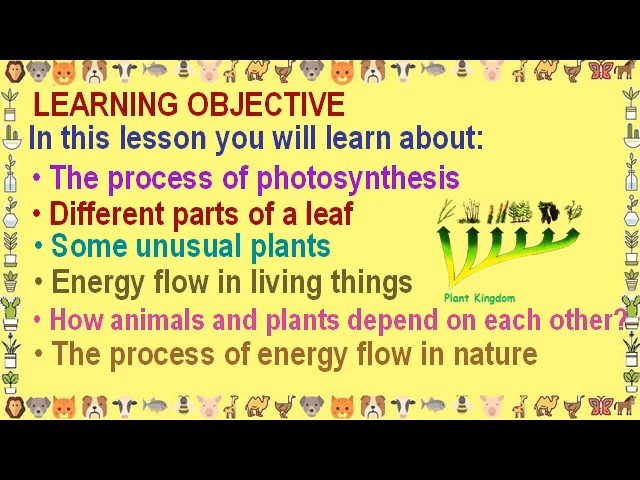 LEARNING OBJECTIVE
In this lesson you will learn about:
• The process of photosynthesis
• Different parts of a leaf
• Some unusual plants
• Energy flow in living things
Plant Kingdom
• How animals and plants depend on each other?
• The process of energy flow in nature